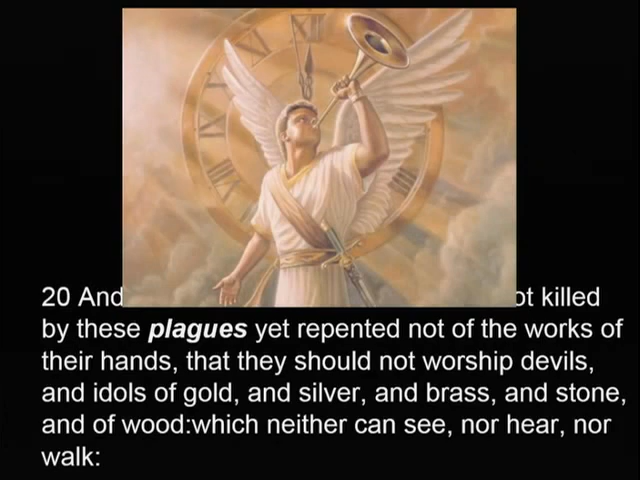 XII
20 And ot killed
by these plagues yet repented not of the works of
their hands, that they should not worship devils,
and idols of gold, and silver, and brass, and stone,
and of wood:which neither can see, nor hear, nor
walk: